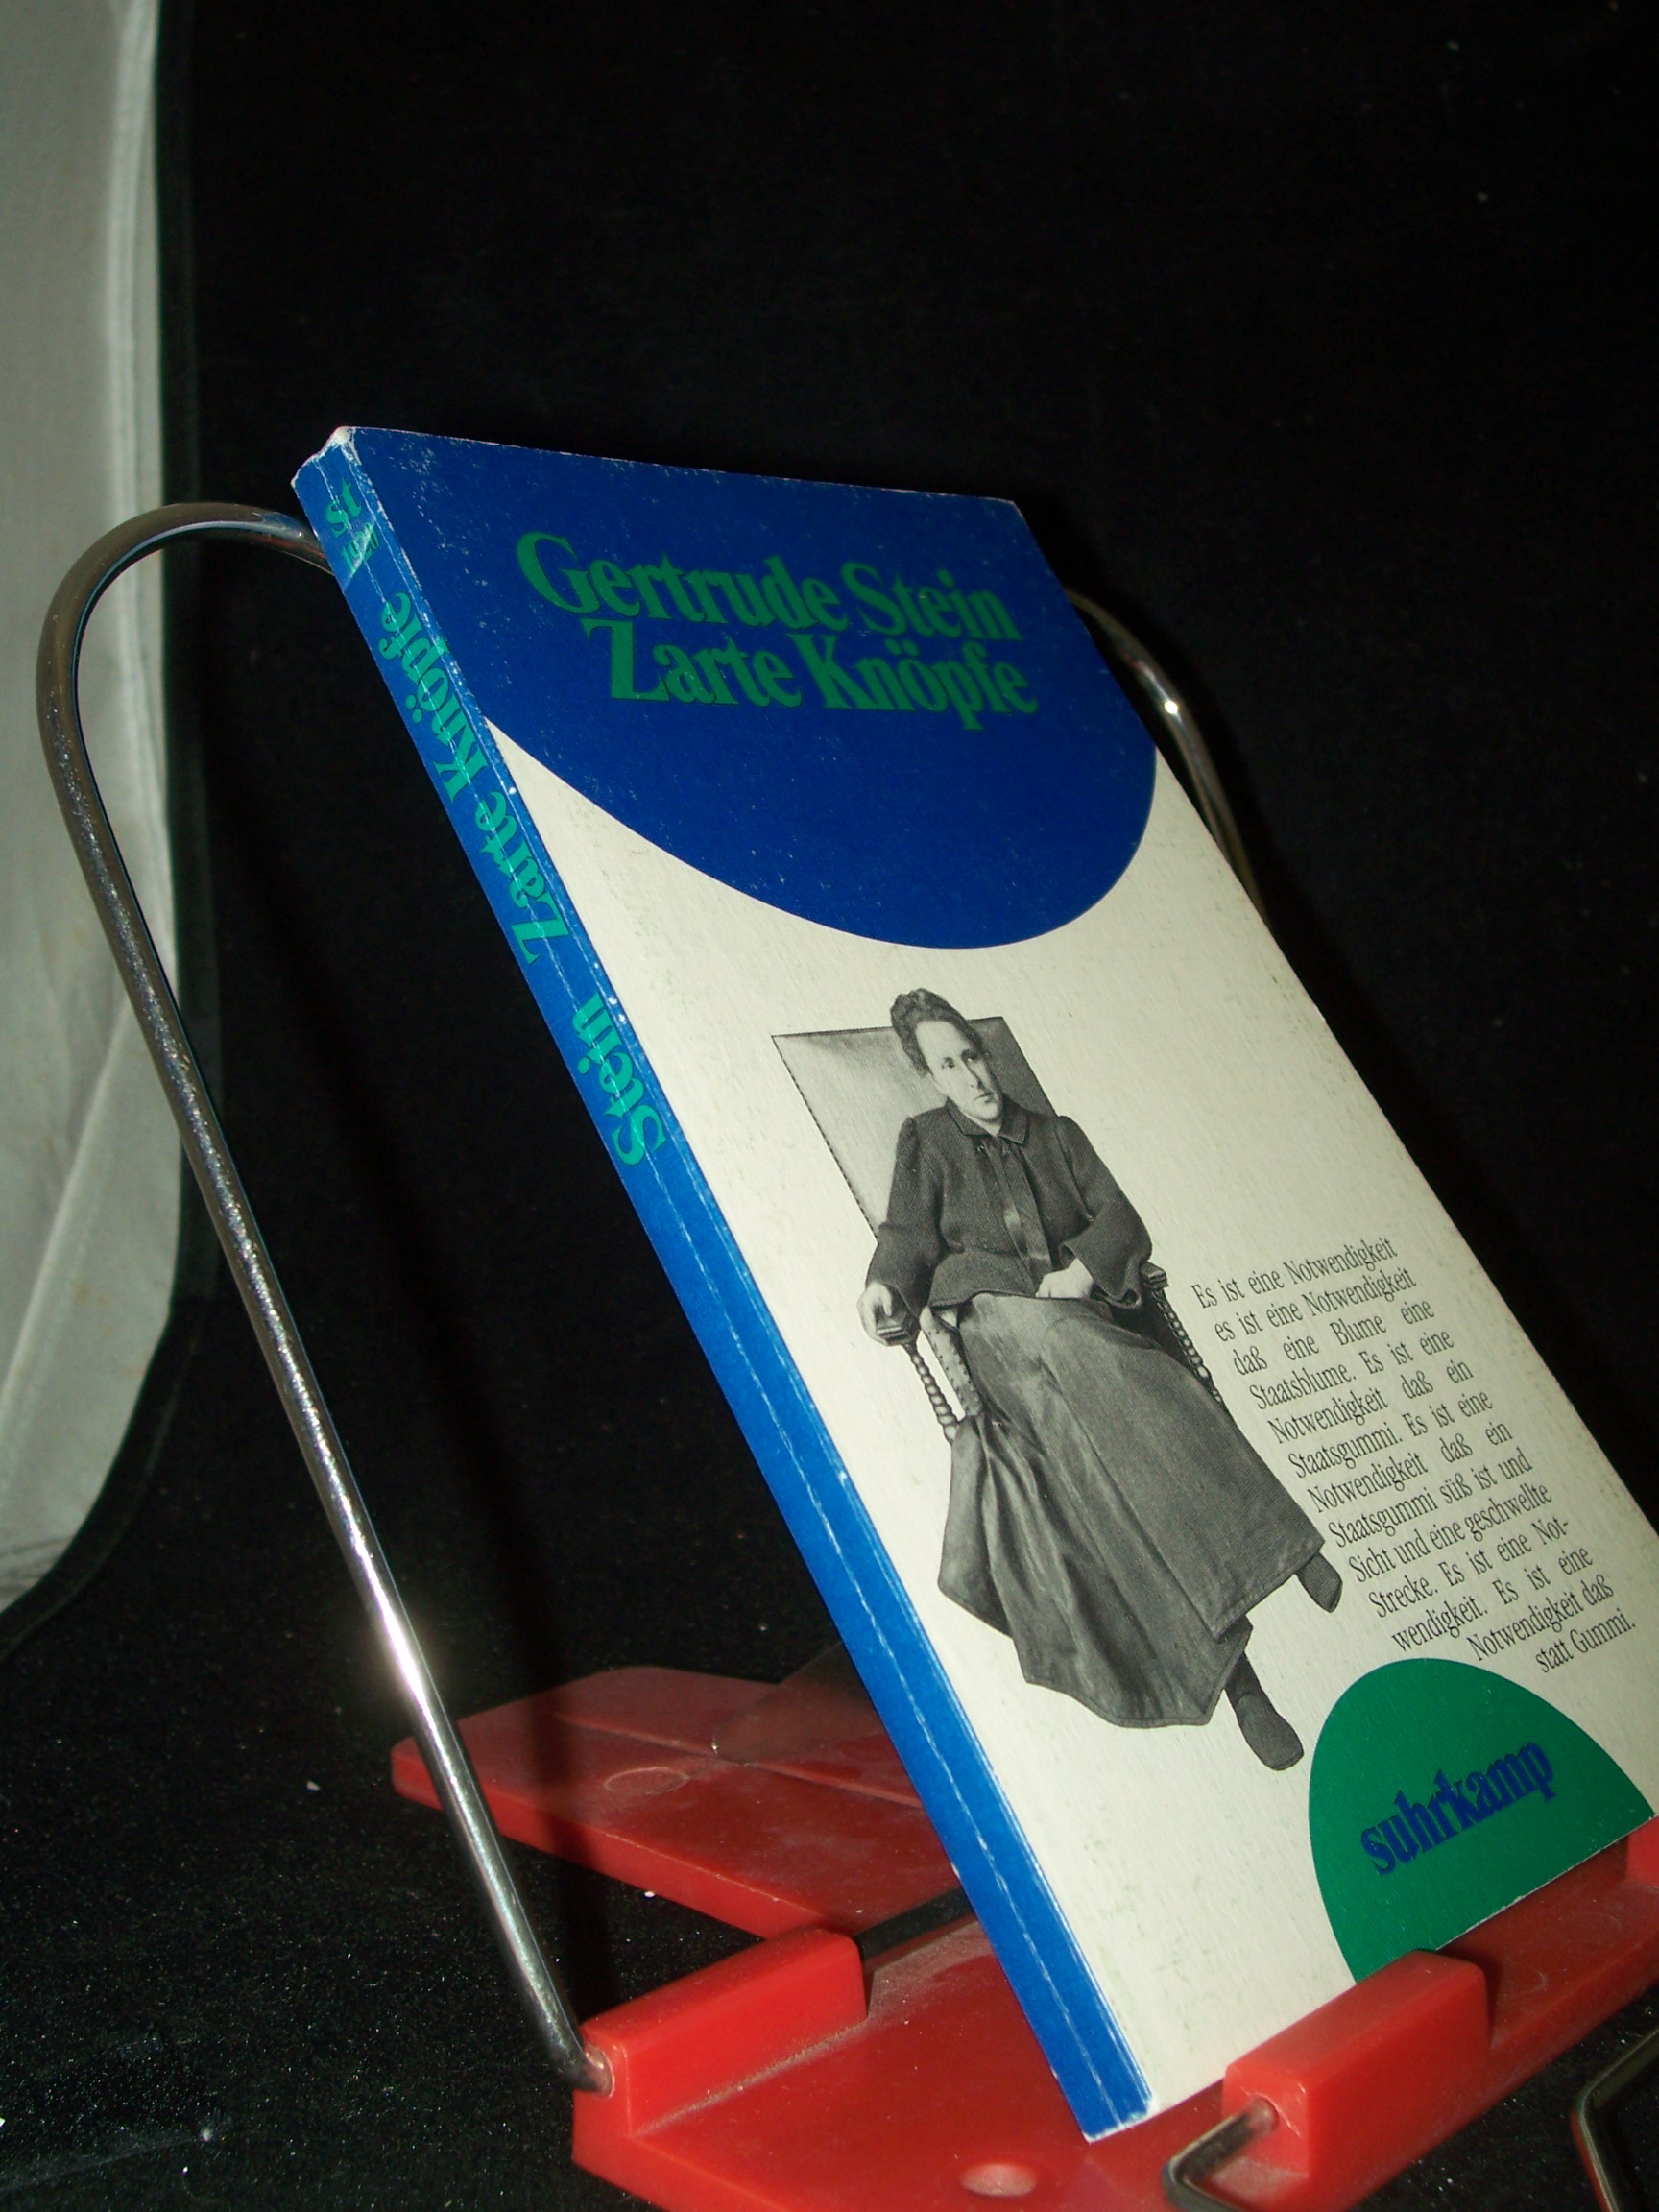 Gertrude Stein
Zarte Knöpfe
Es ist eine Notwendigkeit
es ist eine Notwendigkeit
daß eine Blume eine
Staatsblume. Es ist eine
Notwendigkeit daß ein
Staatsgummi. Es ist eine
Notwendigkeit daß ein
Staatsgummi süß ist und
Sicht und eine geschwellte
Strecke. Es ist eine Not-
wendigkeit. Es ist eine
Notwendigkeit daß
statt Gummi.
suhrkamp
Stein Zarte Knöpfe
st